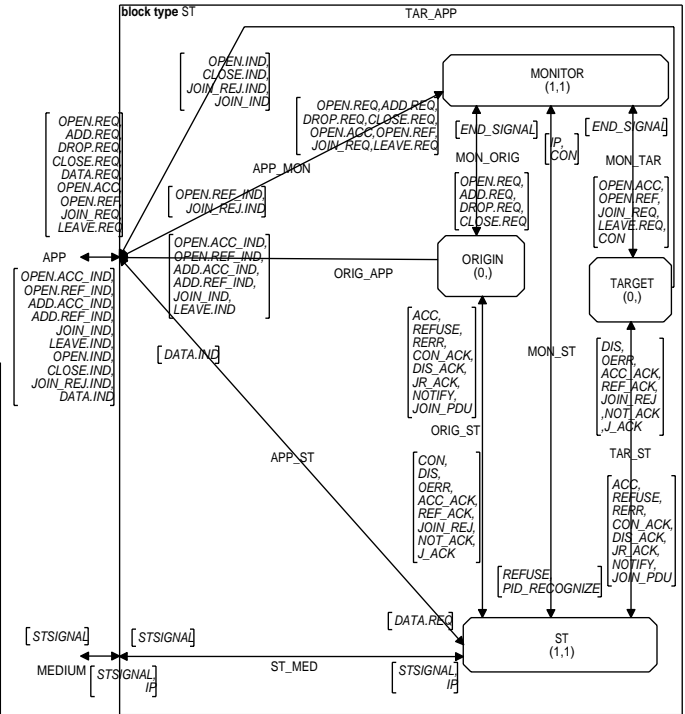 block type ST
TAR_APP
OPEN.IND,
CLOSE.IND,
JOIN_REJ.IND,
JOIN_IND
MONITOR
(1,1)
OPEN.REQ,
ADD.REQ,
DROP.REQ,
CLOSE.REQ,
DATA.REQ,
OPEN.ACC,
OPEN.REF,
JOIN_REQ,
LEAVE.REQ
OPEN.REQ,ADD.REQ,
DROP.REQ,CLOSE.REQ,
OPEN.ACC,OPEN.REF,
JOIN_REQ,LEAVE.REQ
APP_MON
END_SIGNAL
MON_ORIG
IP,
CON
END_SIGNAL
MON_TAR
OPEN.REF_IND,
JOIN_REJ.IND
OPEN.REQ,
ADD.REQ,
DROP.REQ,
CLOSE.REQ
OPEN.ACC,
OPEN.REF,
JOIN_REQ,
LEAVE.REQ,
CON
APP
OPEN.ACC_IND,
OPEN.REF_IND,
ADD.ACC_IND,
ADD.REF_IND,
JOIN_IND,
LEAVE.IND
ORIG_APP
ORIGIN
(0,)
TARGET
(0,)
OPEN.ACC_IND,
OPEN.REF_IND,
ADD.ACC_IND,
ADD.REF_IND,
JOIN_IND,
LEAVE.IND,
OPEN.IND,
CLOSE.IND,
JOIN_REJ.IND,
DATA.IND
DATA.IND
ACC,
REFUSE,
RERR,
CON_ACK,
DIS_ACK,
JR_ACK,
NOTIFY,
JOIN_PDU
ORIG_ST
MON_ST
DIS,
OERR,
ACC_ACK,
REF_ACK,
JOIN_REJ
,NOT_ACK
,J_ACK
TAR_ST
APP_ST
CON,
DIS,
OERR,
ACC_ACK,
REF_ACK,
JOIN_REJ,
NOT_ACK,
J_ACK
ACC,
REFUSE,
RERR,
CON_ACK,
DIS_ACK,
JR_ACK,
NOTIFY,
JOIN_PDU
REFUSE,
PID_RECOGNIZE
DATA.REQ
ST
(1,1)
STSIGNAL
STSIGNAL
MEDIUM
STSIGNAL,
IP
ST_MED
STSIGNAL,
IP